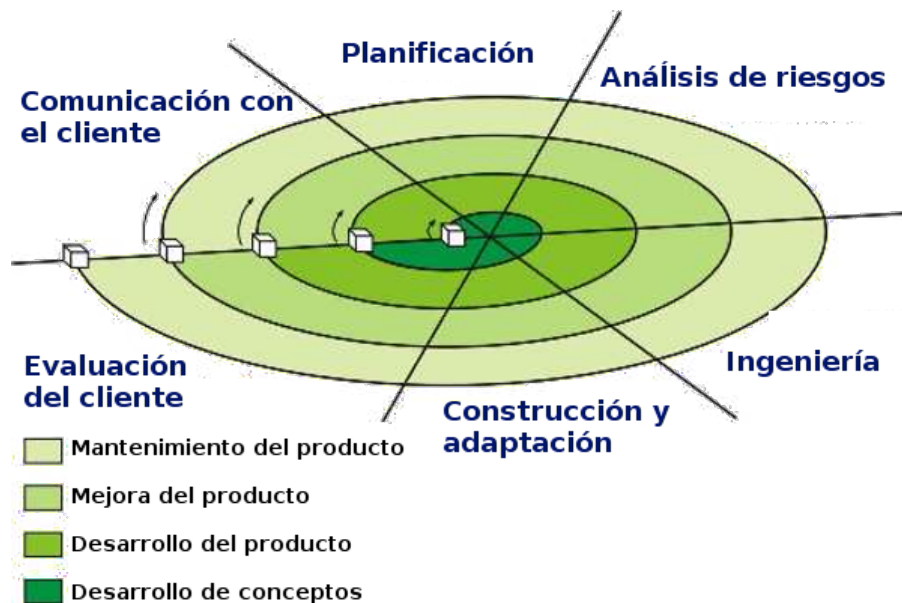 Planificación
Análisis de riesgos
Comunicación con
el cliente
Evaluación
del cliente
Ingeniería
Construcción y
adaptación
Mantenimiento del producto
Mejora del producto
Desarrollo del producto
Desarrollo de conceptos